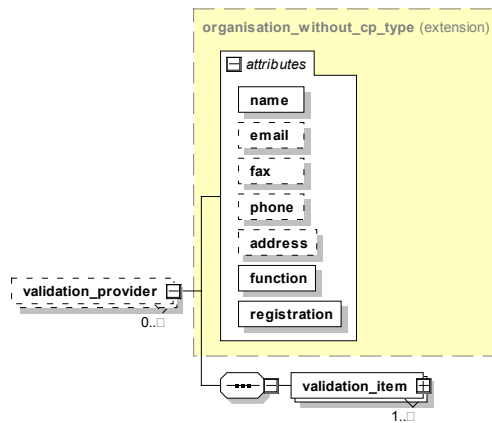 organisation_without_cp_type (extension)
attributes
name
email
fax
phone
address
function
registration
validation_provider
0..□
validation_item
1..□